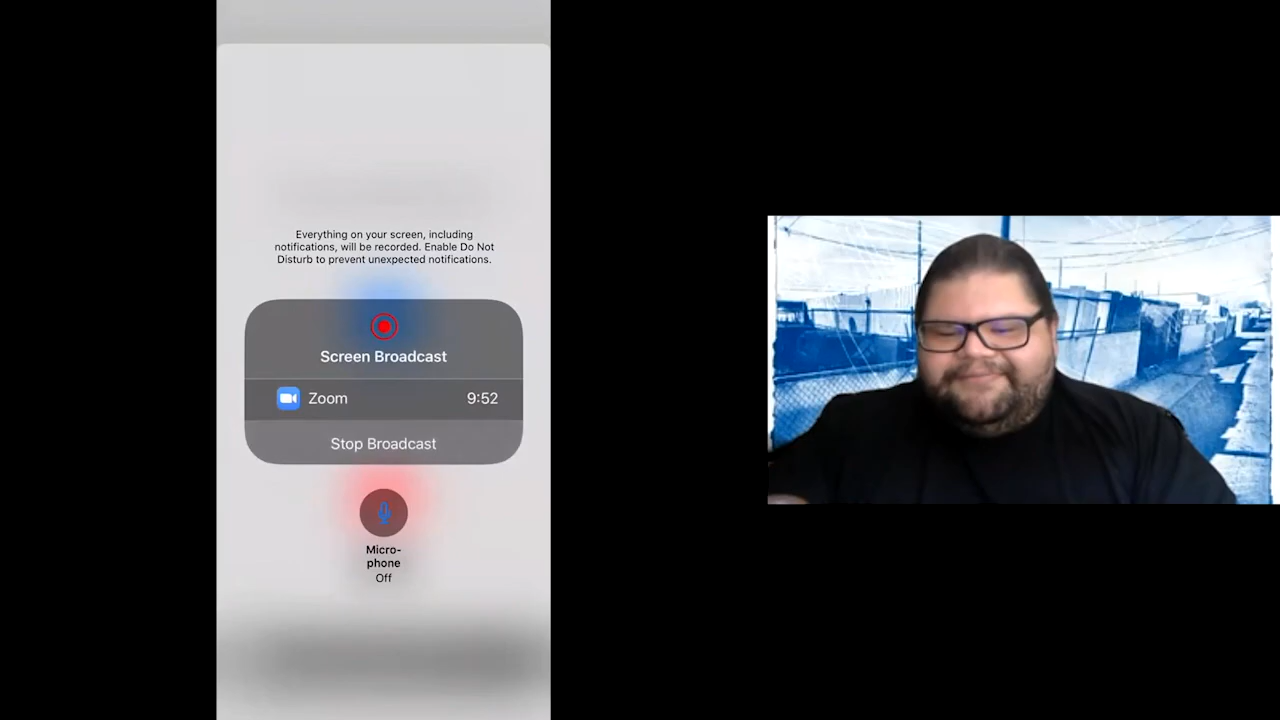 Everything on your screen, including
notifications, will be recorded. Enable Do Not
Disturb to prevent unexpected notifications.
Screen Broadcast
Zoom 9:52
Stop Broadcast
Micro-
phone
Off